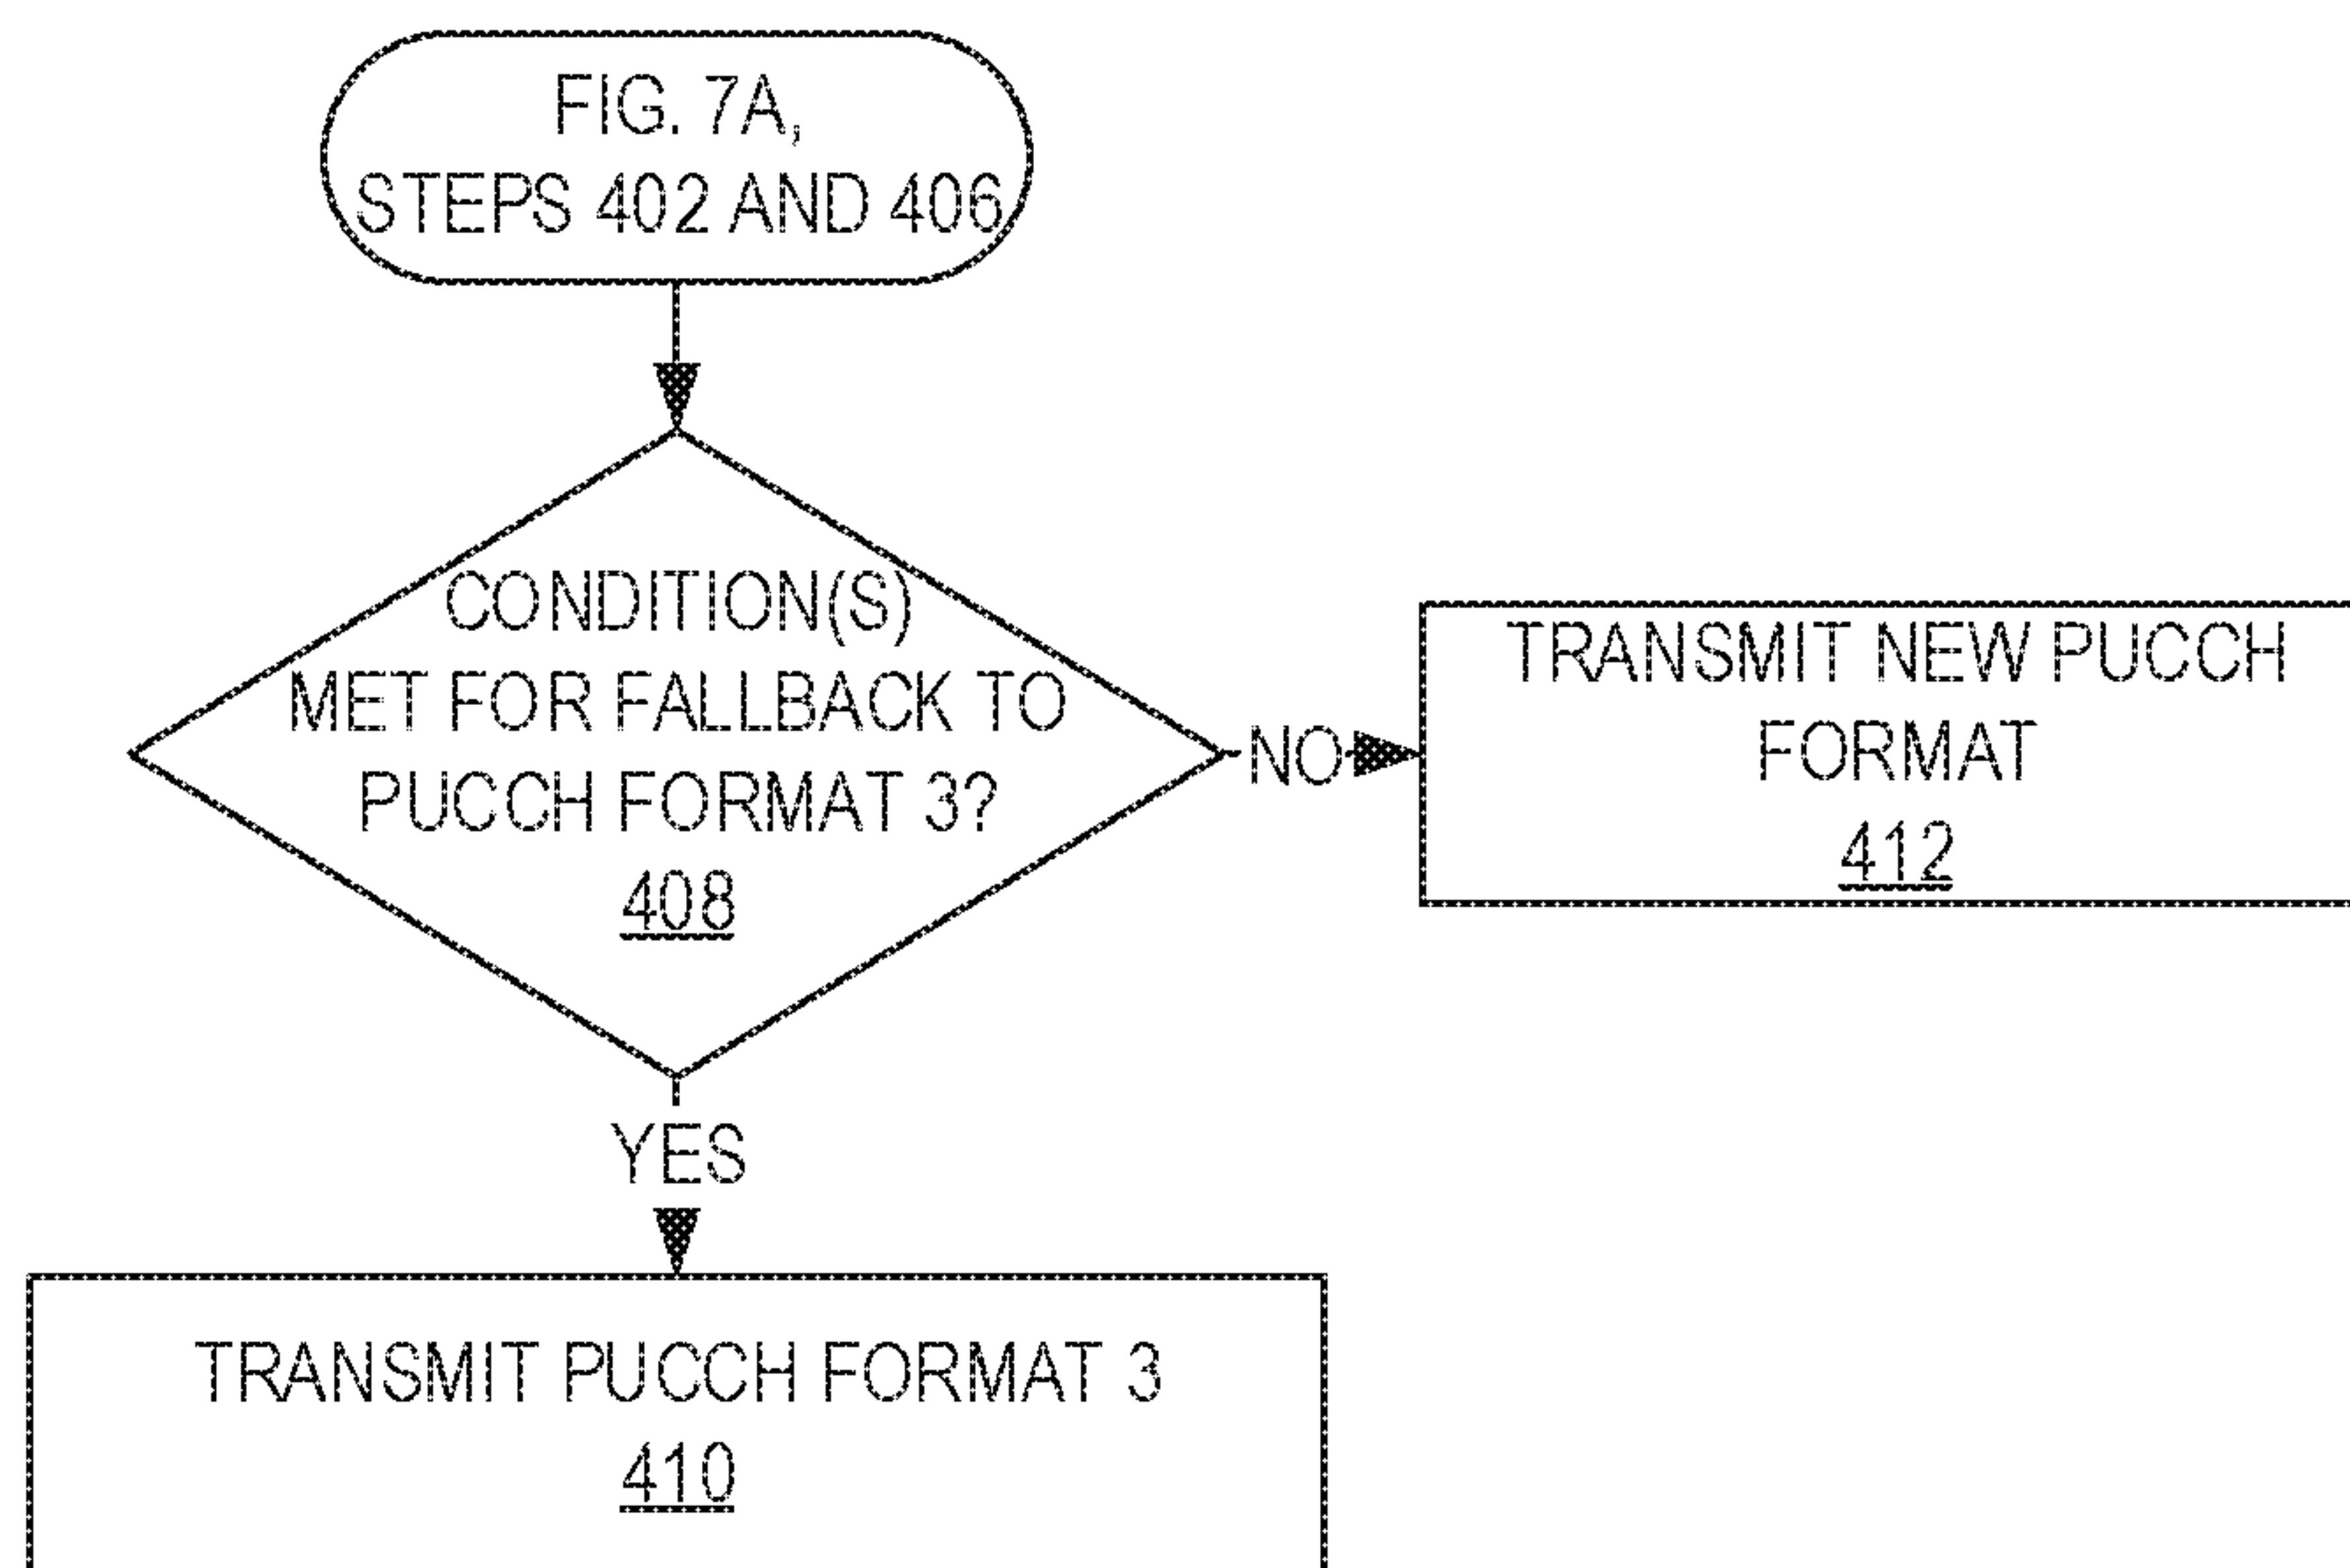 FIG. 7A,
STEPS 402 AND 406
CONDITION(S)
MET FOR FALLBACK TO
PUCCH FORMAT 3?
408
NO
TRANSMIT NEW PUCCH
FORMAT
412
YES
TRANSMIT PUCCH FORMAT 3
410